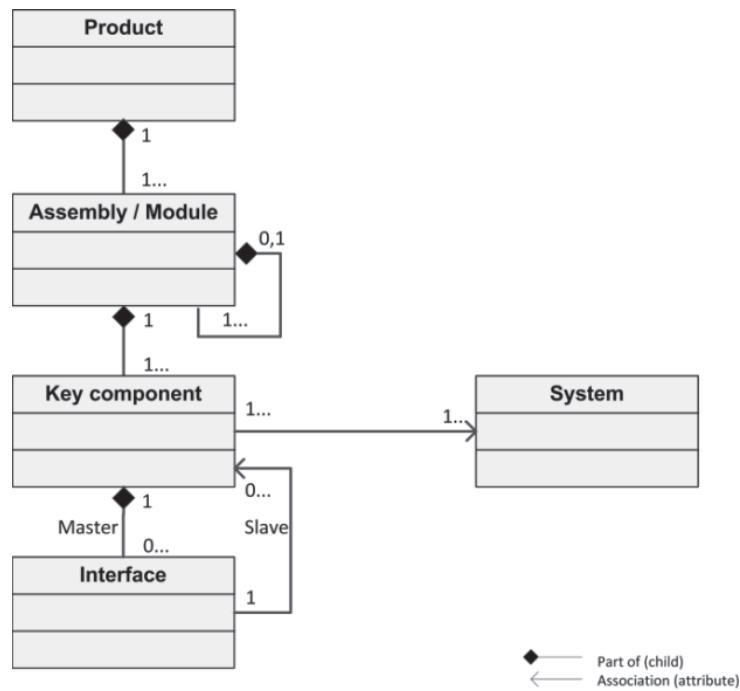 Product
1
1...
Assembly / Module
0,1
1...
1
1...
Key component
System
1...
1...
0...
1
Master
Slave
0...
Interface
1
Part of (child)
Association (attribute)